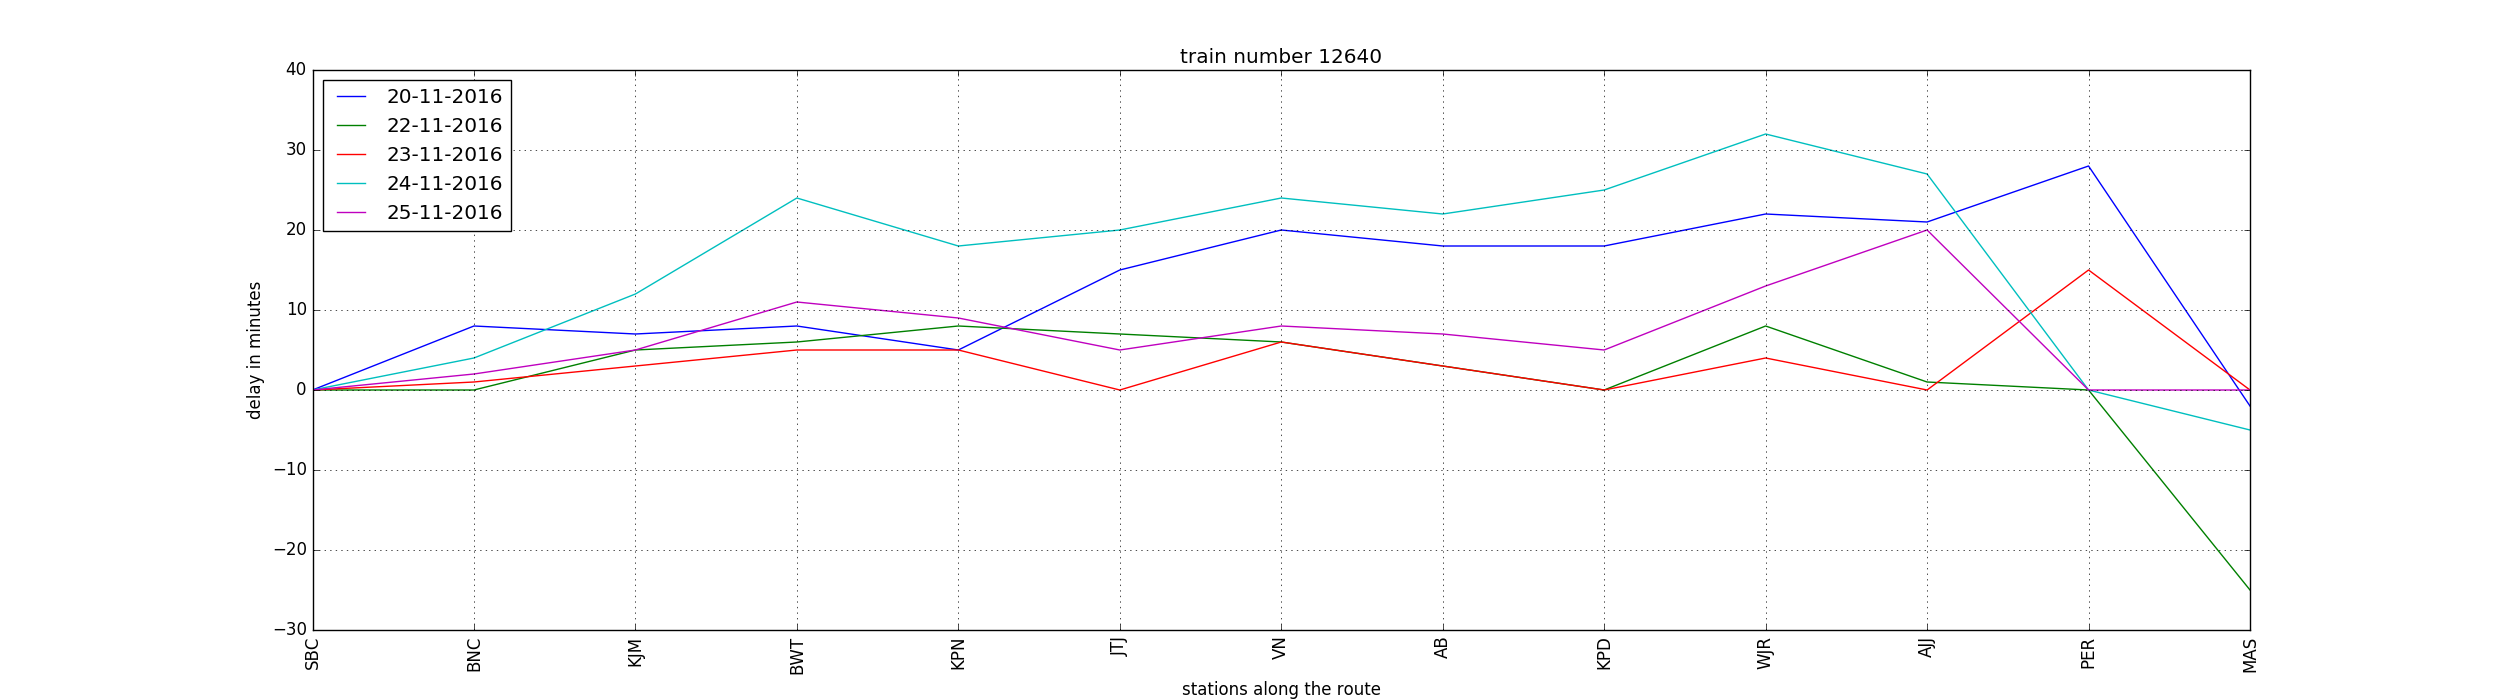 train number 12640
40
30
20
10
0
−10
−20
−30
delay in minutes
20-11-2016
22-11-2016
23-11-2016
24-11-2016
25-11-2016
SBC
BNC
KJM
BWT
KPN
JTJ
VN
AB
KPD
WJR
AJJ
PER
MAS
stations along the route